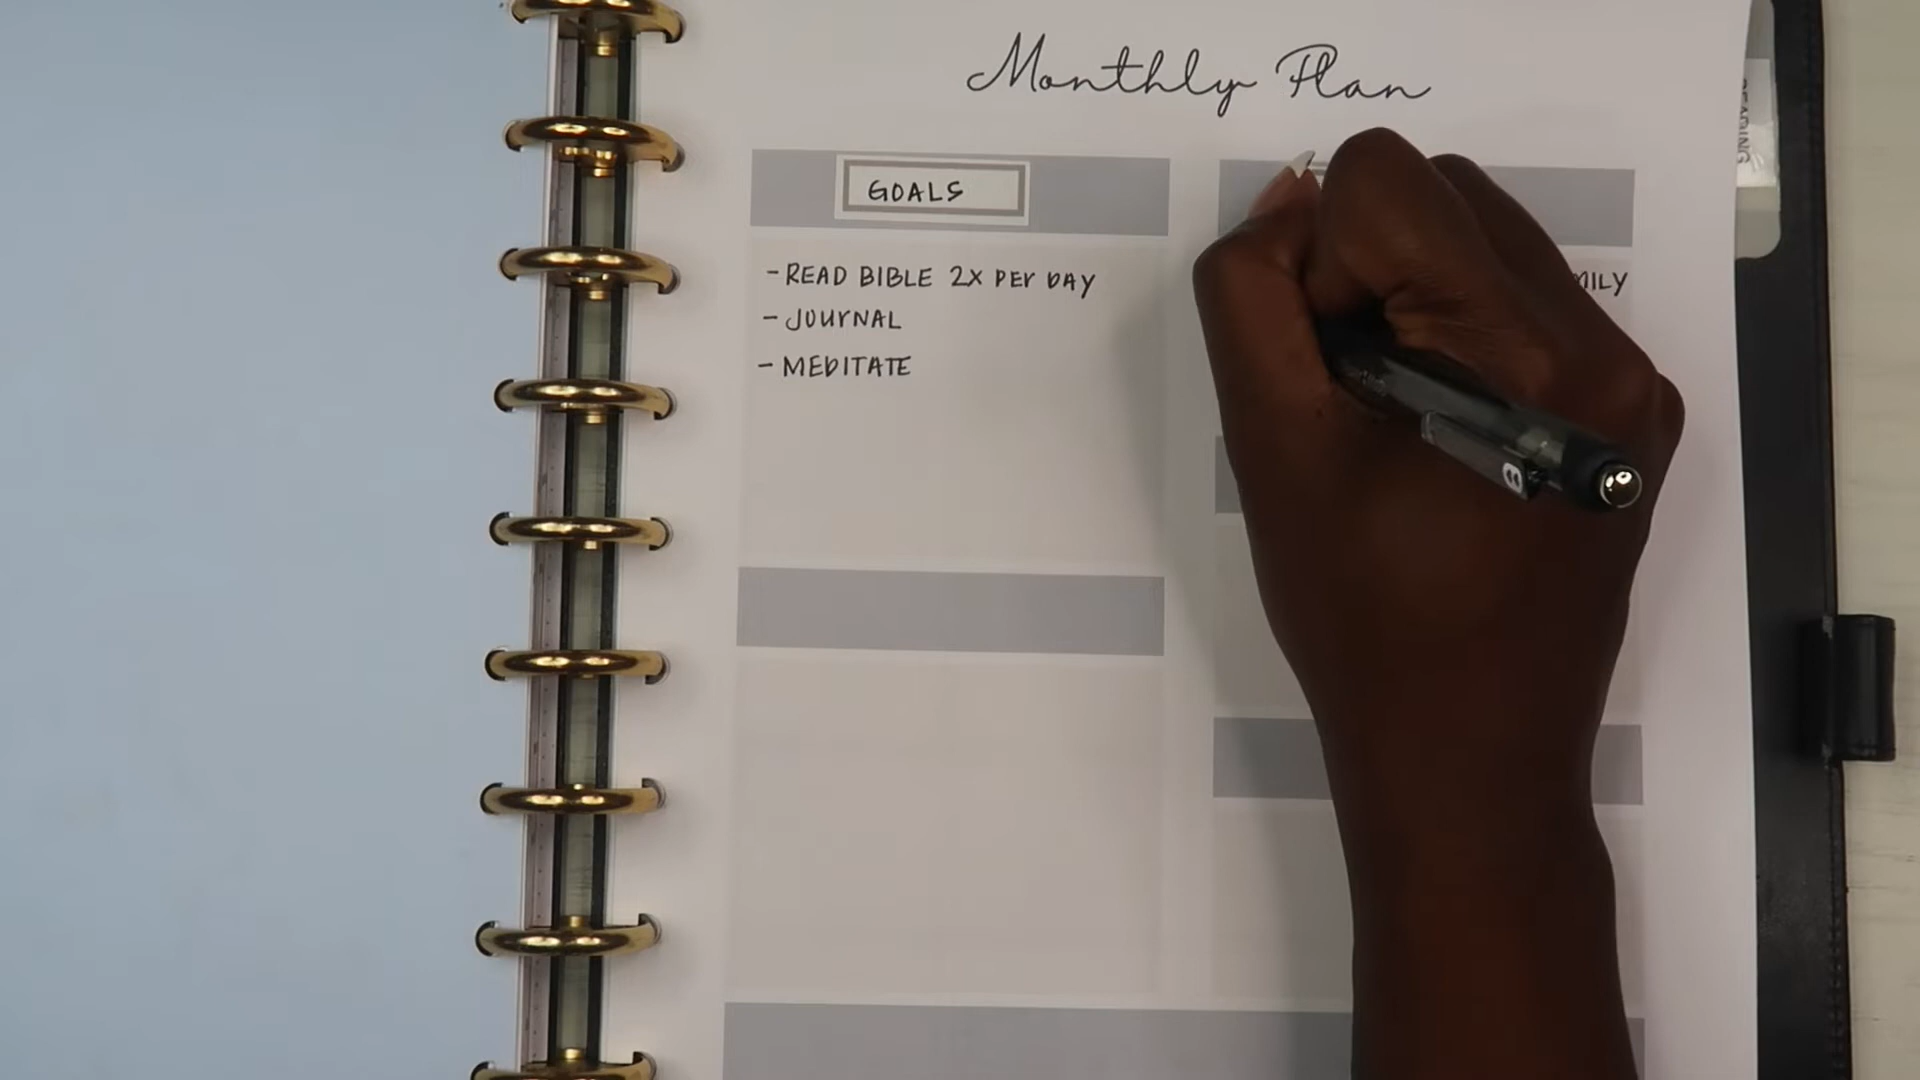 Monthly Plan
GOALS
- READ BIBLE 2X PER DAY
- JOURNAL
- MEDITATE